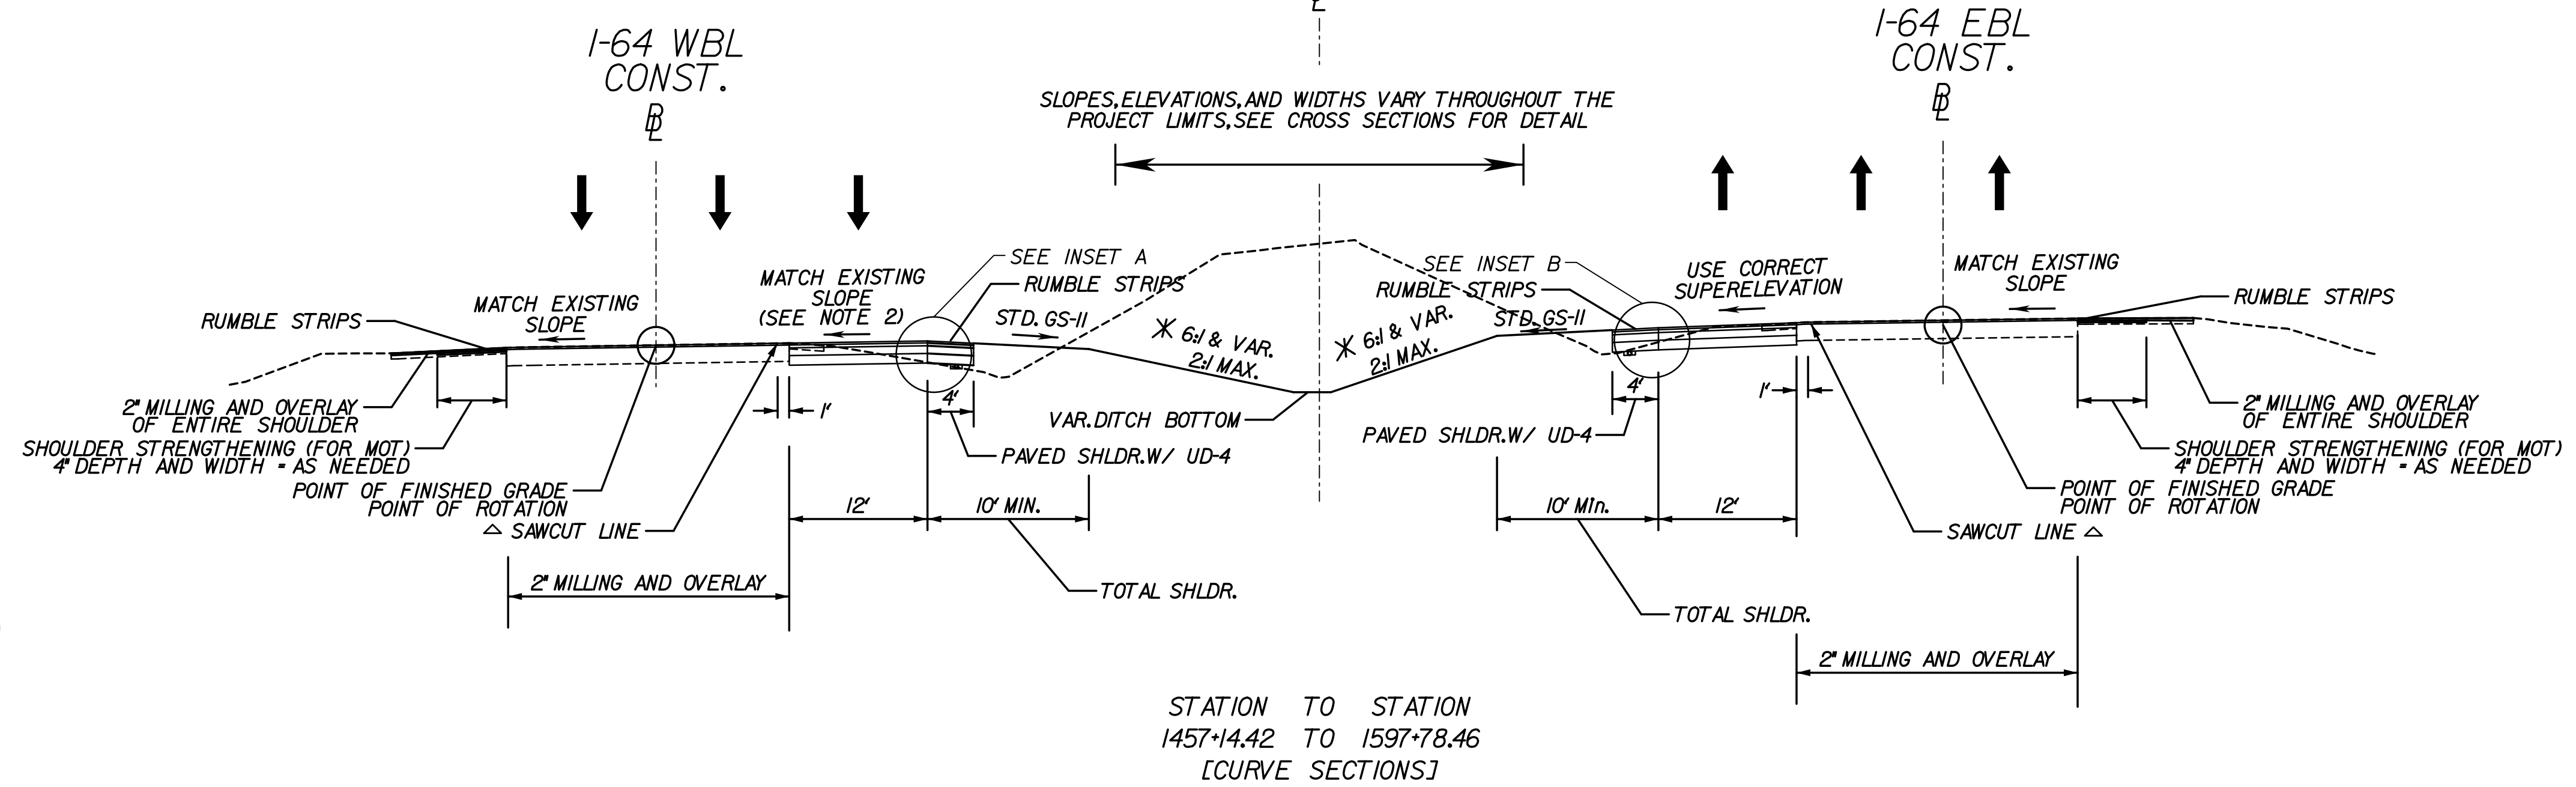 I-64 WBL
CONST.
BL
L
I-64 EBL
CONST.
BL
SLOPES, ELEVATIONS, AND WIDTHS VARY THROUGHOUT THE
PROJECT LIMITS, SEE CROSS SECTIONS FOR DETAIL
SEE INSET A
RUMBLE STRIPS
MATCH EXISTING
SLOPE
(SEE NOTE 2)
STD. GS-11
MATCH EXISTING
SLOPE
RUMBLE STRIPS
6:1 & VAR.
2:1 MAX.
6:1 & VAR.
2:1 MAX.
SEE INSET B
RUMBLE STRIPS
STD. GS-11
USE CORRECT
SUPERELEVATION
MATCH EXISTING
SLOPE
RUMBLE STRIPS
2" MILLING AND OVERLAY
OF ENTIRE SHOULDER
SHOULDER STRENGTHENING (FOR MOT)
4" DEPTH AND WIDTH = AS NEEDED
POINT OF FINISHED GRADE
POINT OF ROTATION
△ SAWCUT LINE
1'
4'
VAR. DITCH BOTTOM
PAVED SHLDR. W/ UD-4
12'
10' MIN.
2" MILLING AND OVERLAY
TOTAL SHLDR.
4'
1'
PAVED SHLDR. W/ UD-4
10' Min.
12'
TOTAL SHLDR.
2" MILLING AND OVERLAY
OF ENTIRE SHOULDER
SHOULDER STRENGTHENING (FOR MOT)
4" DEPTH AND WIDTH = AS NEEDED
POINT OF FINISHED GRADE
POINT OF ROTATION
SAWCUT LINE △
2" MILLING AND OVERLAY
STATION TO STATION
1457+14.42 TO 1597+78.46
[CURVE SECTIONS]